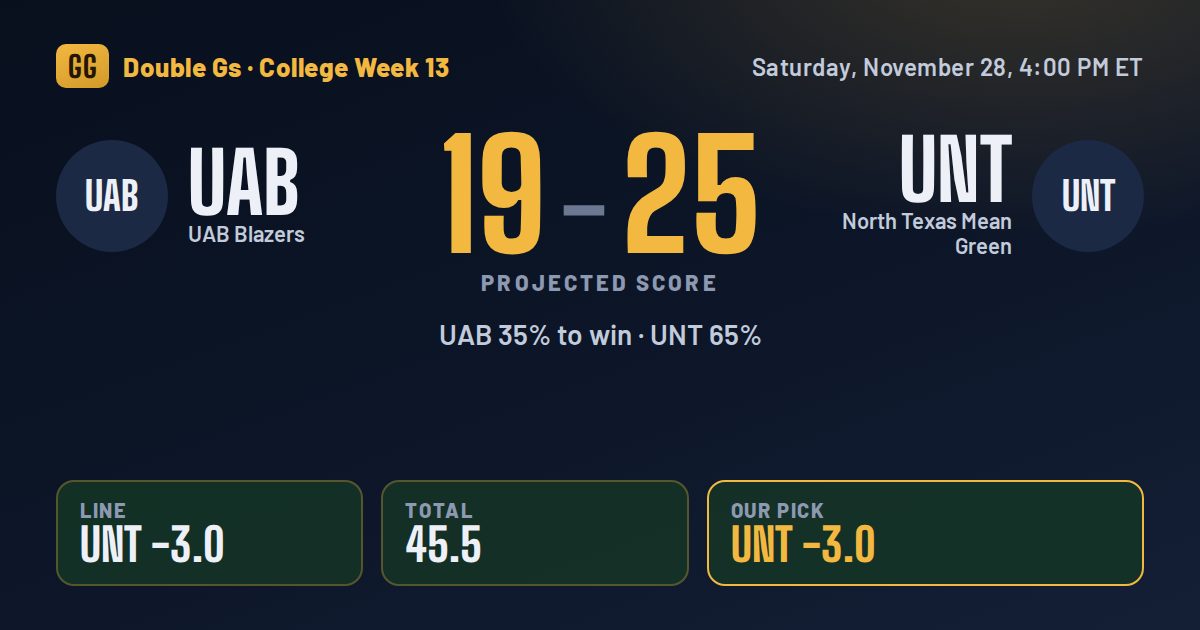 GG Double Gs · College Week 13
Saturday, November 28, 4:00 PM ET
UAB
UAB
UAB Blazers
19 – 25
PROJECTED SCORE
UAB 35% to win · UNT 65%
UNT
North Texas Mean
Green
UNT
LINE
UNT −3.0
TOTAL
45.5
OUR PICK
UNT −3.0